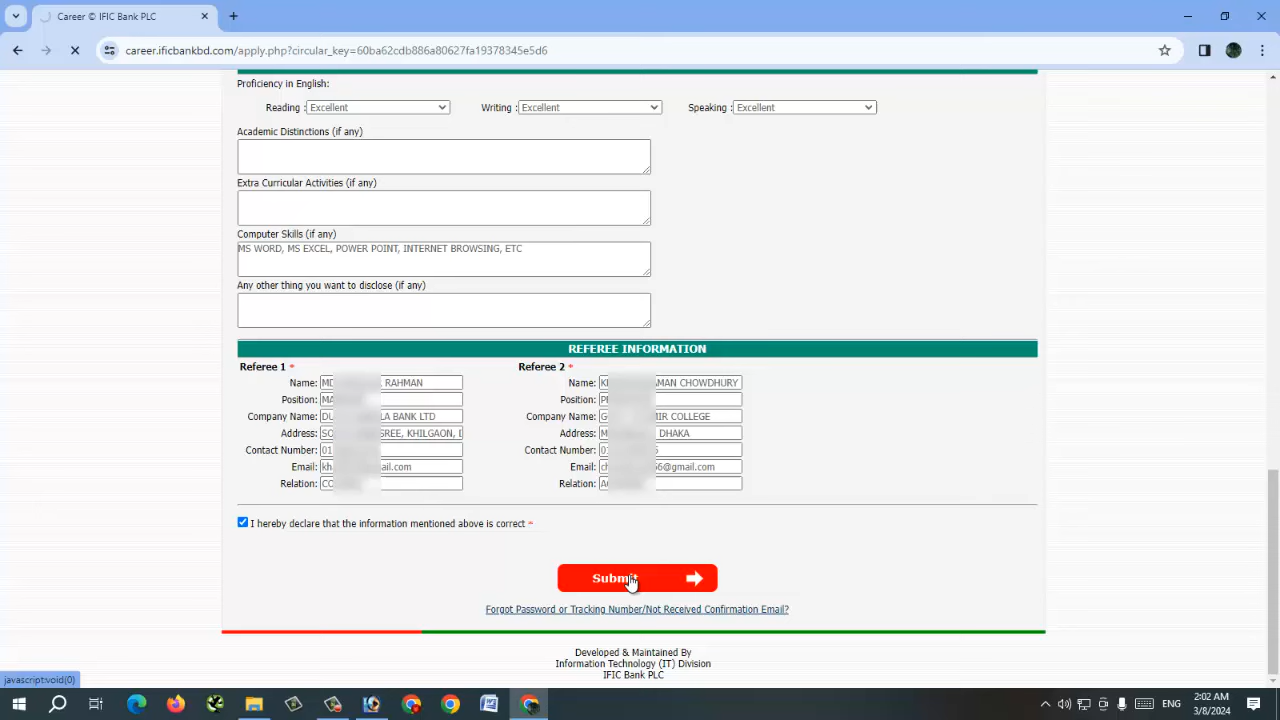 Career © IFIC Bank PLC
career.ificbankbd.com/apply.php?circular_key=60ba62cdb886a80627fa19378345e5d6
Proficiency in English:
Reading : Excellent Writing : Excellent Speaking : Excellent
Academic Distinctions (if any)
Extra Curricular Activities (if any)
Computer Skills (if any)
MS WORD, MS EXCEL, POWER POINT, INTERNET BROWSING, ETC
Any other thing you want to disclose (if any)
REFEREE INFORMATION
Referee 1 * Referee 2 *
Name: RAHMAN Name: CHOWDHURY
Position: Position:
Company Name: BANK LTD Company Name: COLLEGE
Address: KHILGAON, Address: DHAKA
Contact Number: Contact Number:
Email: Email:
Relation: Relation:
I hereby declare that the information mentioned above is correct *
Submit
Forgot Password or Tracking Number/Not Received Confirmation Email?
Developed & Maintained By
Information Technology (IT) Division
IFIC Bank PLC
javascript:void(0)
ENG
2:02 AM
3/8/2024